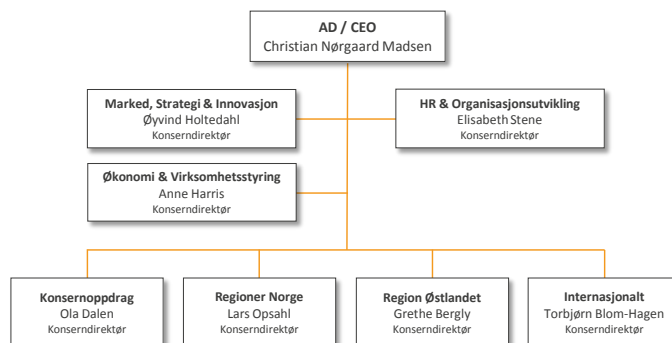 AD / CEO
Christian Nørgaard Madsen
Marked, Strategi & Innovasjon
Øyvind Holtedahl
Konserndirektør
HR & Organisasjonsutvikling
Elisabeth Stene
Konserndirektør
Økonomi & Virksomhetsstyring
Anne Harris
Konserndirektør
Konsernoppdrag
Ola Dalen
Konserndirektør
Regioner Norge
Lars Opsahl
Konserndirektør
Region Østlandet
Grethe Bergly
Konserndirektør
Internasjonalt
Torbjørn Blom-Hagen
Konserndirektør